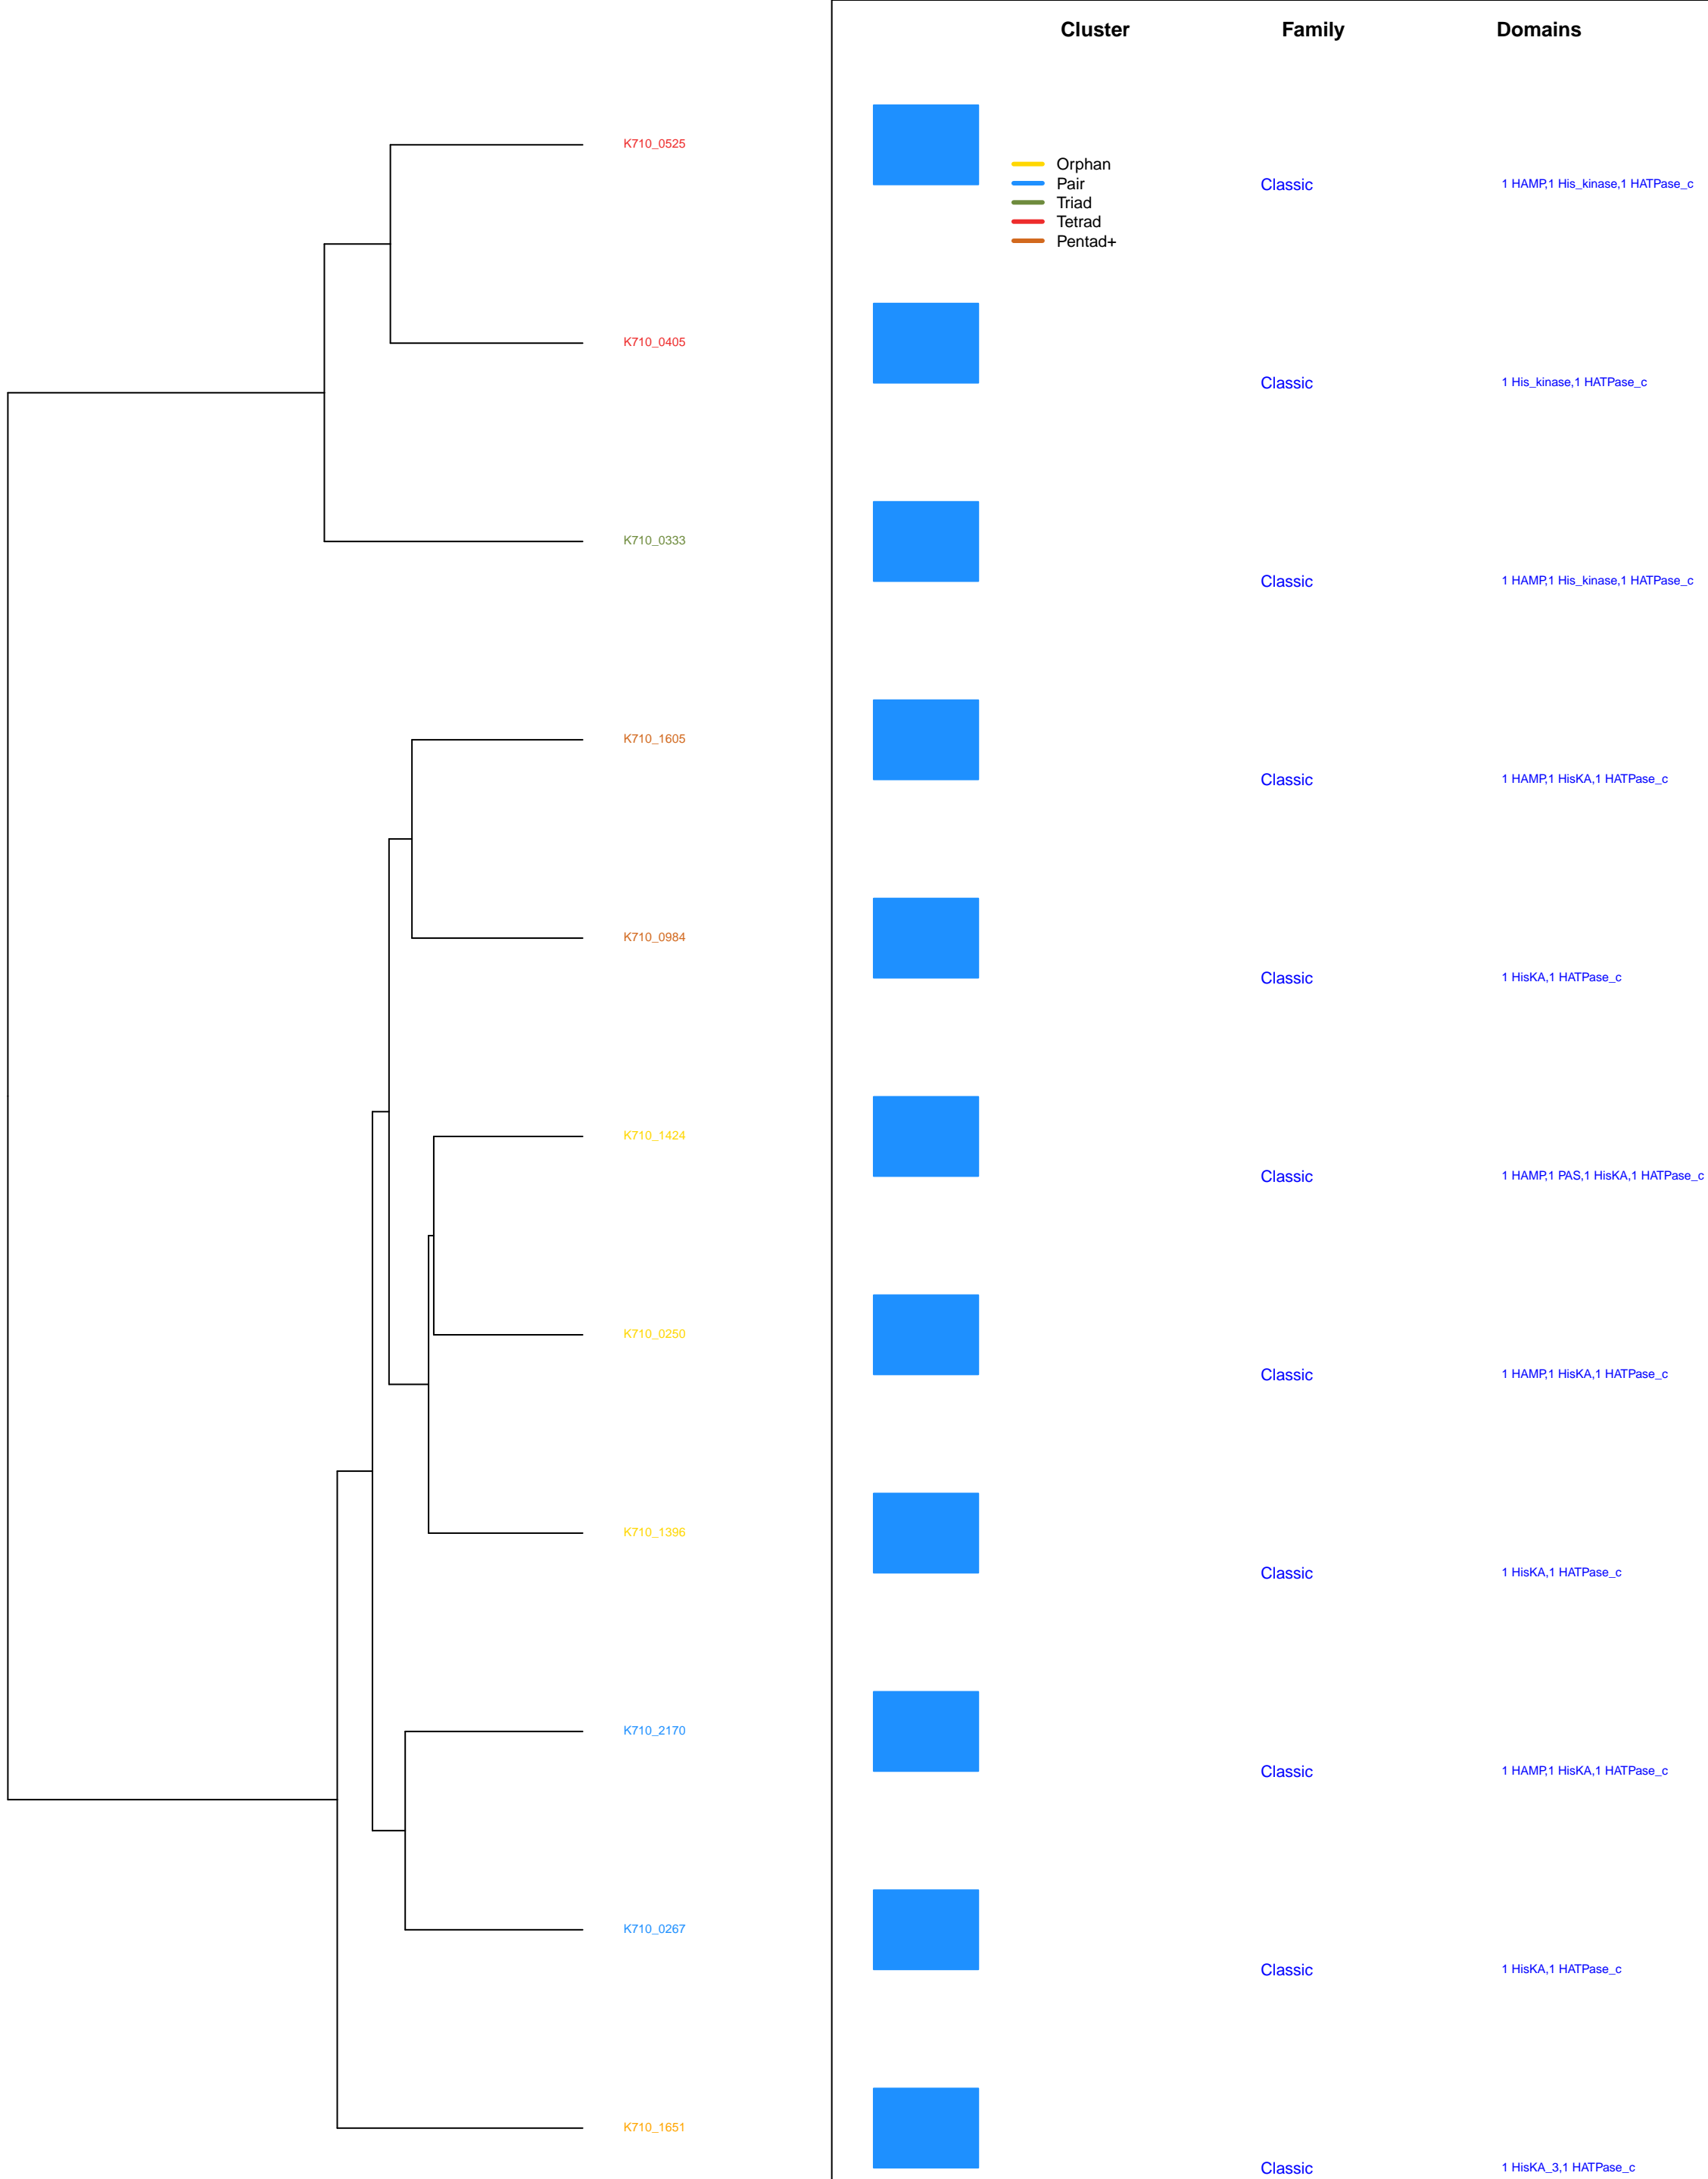 Cluster Family Domains
K710_0525
Orphan
Pair
Triad
Tetrad
Pentad+
Classic 1 HAMP,1 His_kinase,1 HATPase_c
K710_0405
Classic 1 His_kinase,1 HATPase_c
K710_0333
Classic 1 HAMP,1 His_kinase,1 HATPase_c
K710_1605
Classic 1 HAMP,1 HisKA,1 HATPase_c
K710_0984
Classic 1 HisKA,1 HATPase_c
K710_1424
Classic 1 HAMP,1 PAS,1 HisKA,1 HATPase_c
K710_0250
Classic 1 HAMP,1 HisKA,1 HATPase_c
K710_1396
Classic 1 HisKA,1 HATPase_c
K710_2170
Classic 1 HAMP,1 HisKA,1 HATPase_c
K710_0267
Classic 1 HisKA,1 HATPase_c
K710_1651
Classic 1 HisKA_3,1 HATPase_c